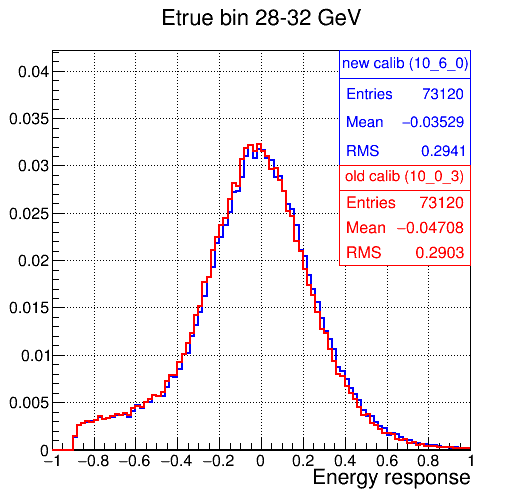 Etrue bin 28-32 GeV
new calib (10_6_0)
Entries 73120
Mean −0.03529
RMS 0.2941
old calib (10_0_3)
Entries 73120
Mean −0.04708
RMS 0.2903
0.04
0.035
0.03
0.025
0.02
0.015
0.01
0.005
0
−1 −0.8 −0.6 −0.4 −0.2 0 0.2 0.4 0.6 0.8 1
Energy response